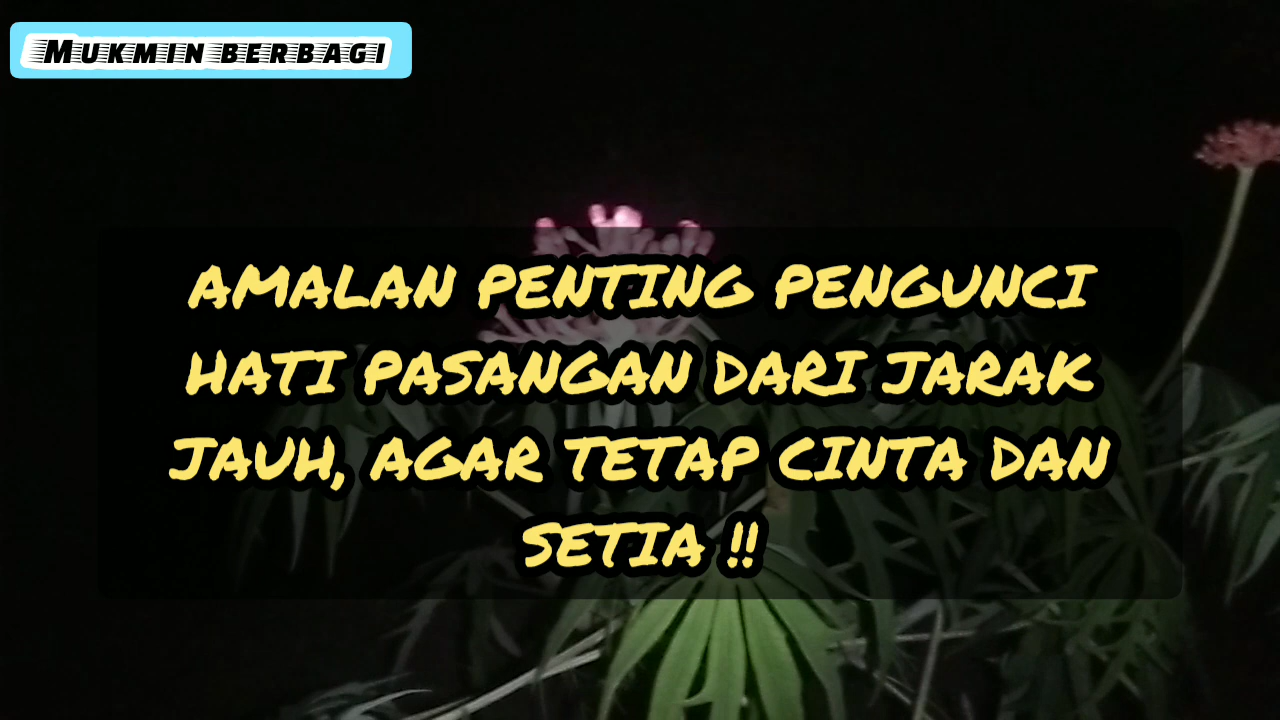 MUKMIN BERBAGI
AMALAN PENTING PENGUNCI
HATI PASANGAN DARI JARAK
JAUH, AGAR TETAP CINTA DAN
SETIA !!